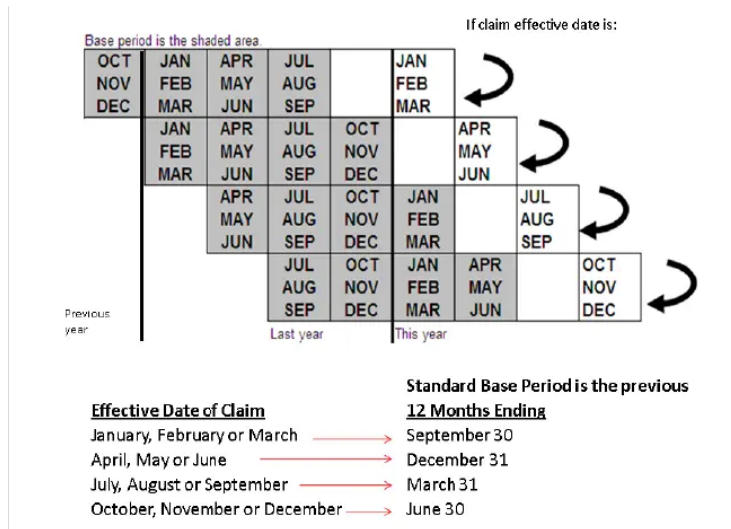 If claim effective date is:
Base period is the shaded area.
OCT JAN APR JUL JAN
NOV FEB MAY AUG FEB
DEC MAR JUN SEP MAR
JAN APR JUL OCT APR
FEB MAY AUG NOV MAY
MAR JUN SEP DEC JUN
APR JUL OCT JAN JUL
MAY AUG NOV FEB AUG
JUN SEP DEC MAR SEP
JUL OCT JAN APR OCT
AUG NOV FEB MAY NOV
SEP DEC MAR JUN DEC
Previous
year
Last year This year
Standard Base Period is the previous
Effective Date of Claim 12 Months Ending
January, February or March September 30
April, May or June December 31
July, August or September March 31
October, November or December June 30